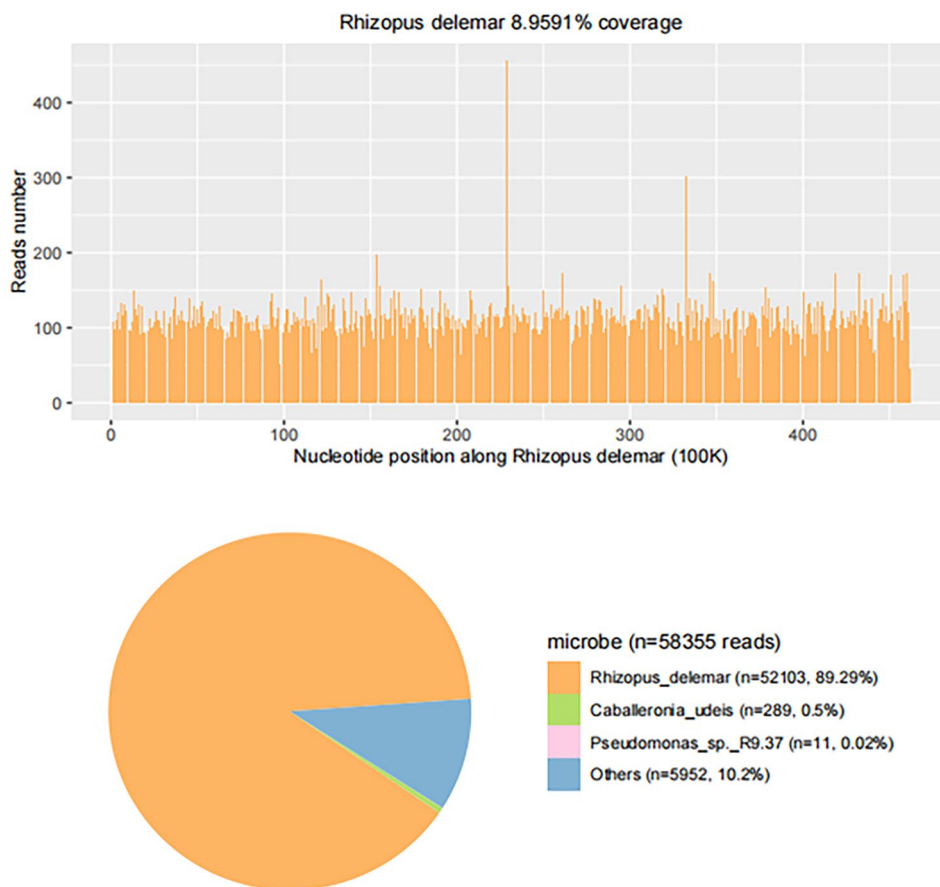 Rhizopus delemar 8.9591% coverage
Reads number
400
300
200
100
0
0 100 200 300 400
Nucleotide position along Rhizopus delemar (100K)
microbe (n=58355 reads)
Rhizopus_delemar (n=52103, 89.29%)
Caballeronia_udeis (n=289, 0.5%)
Pseudomonas_sp._R9.37 (n=11, 0.02%)
Others (n=5952, 10.2%)